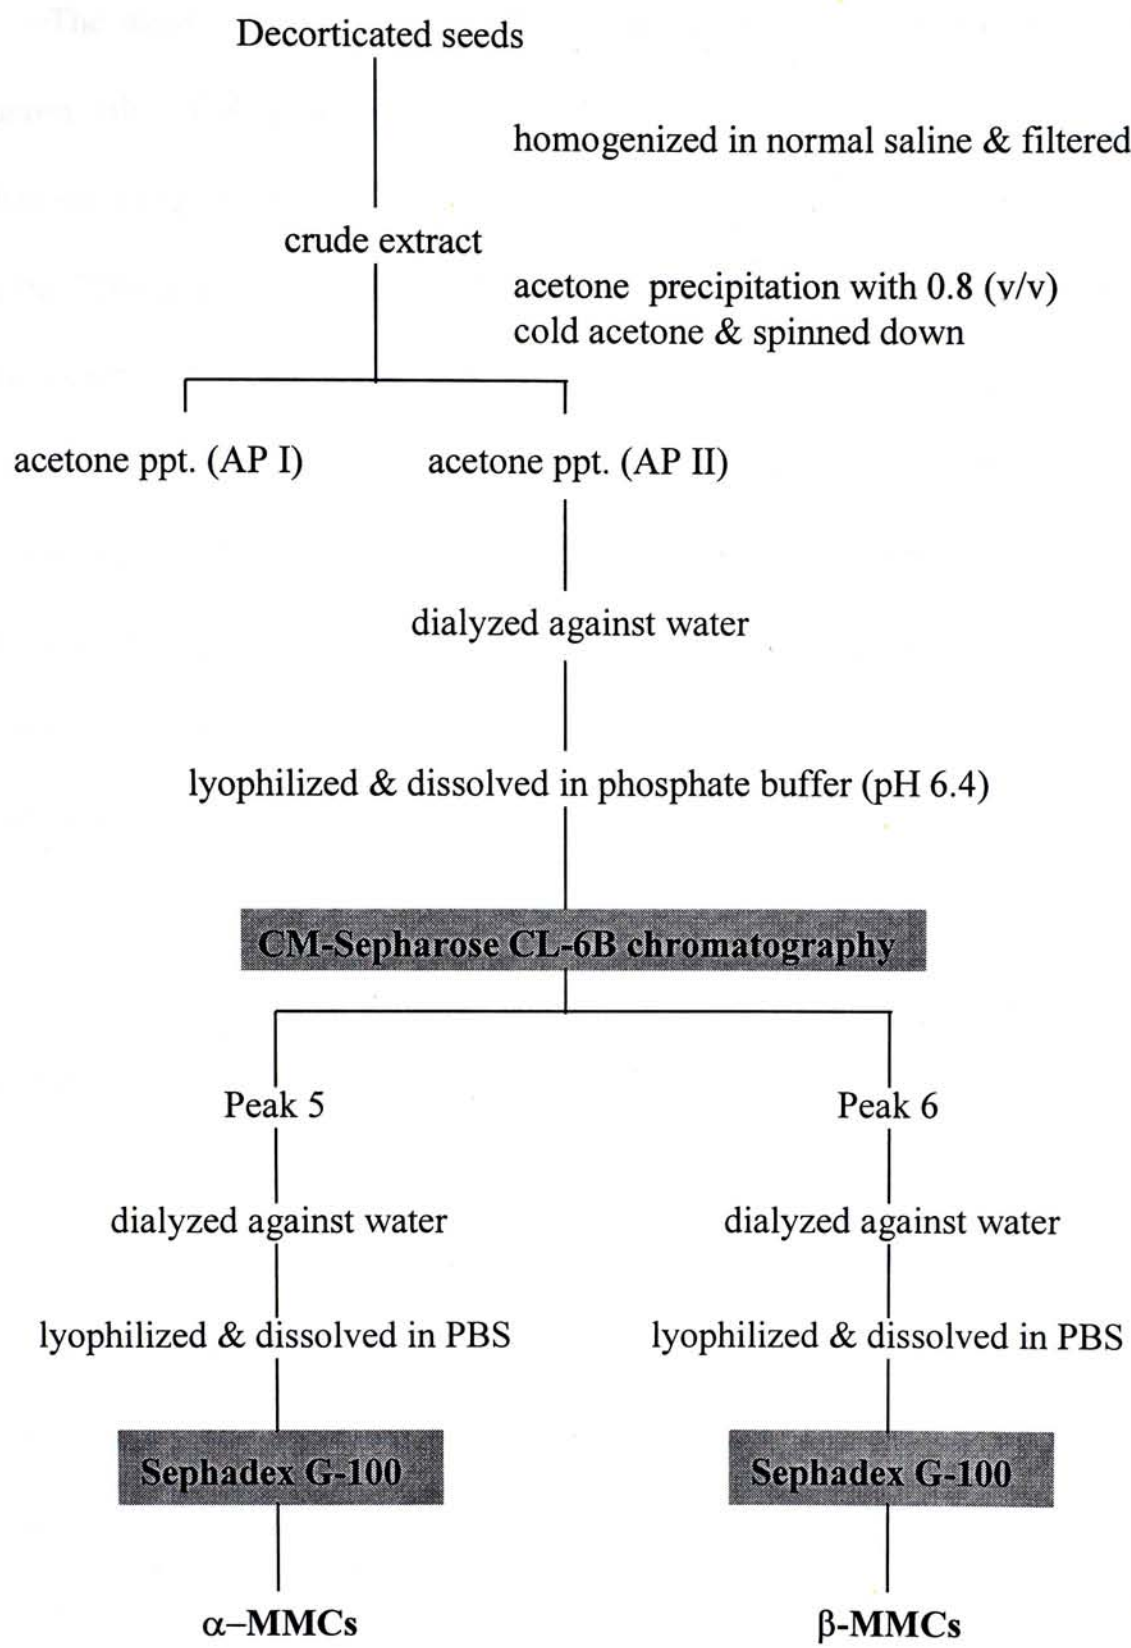 Decorticated seeds
homogenized in normal saline & filtered
crude extract
acetone precipitation with 0.8 (v/v)
cold acetone & spinned down
acetone ppt. (AP I)
acetone ppt. (AP II)
dialyzed against water
lyophilized & dissolved in phosphate buffer (pH 6.4)
CM-Sepharose CL-6B chromatography
Peak 5
Peak 6
dialyzed against water
dialyzed against water
lyophilized & dissolved in PBS
lyophilized & dissolved in PBS
Sephadex G-100
Sephadex G-100
α–MMCs
β-MMCs